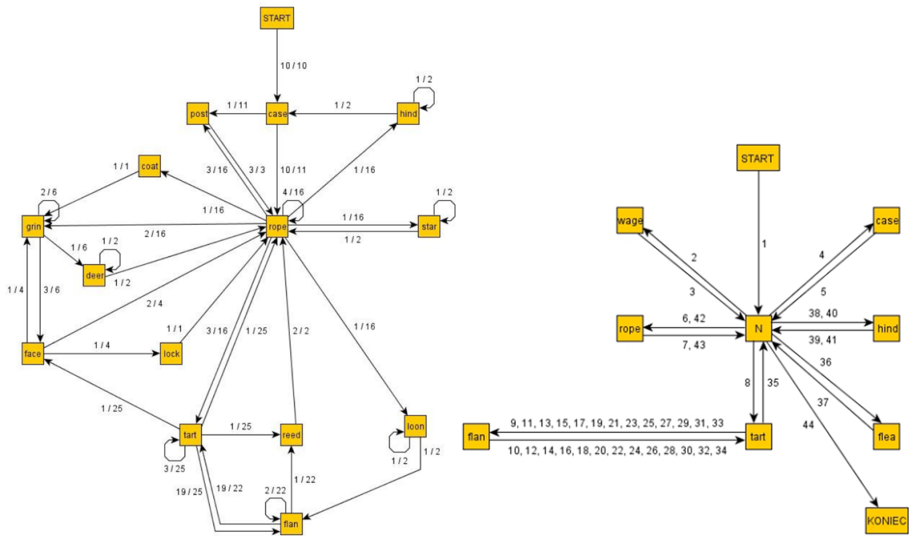 START
10 / 10
1 / 2
post
1 / 11
case
1 / 2
hind
3 / 16
3 / 3
10 / 11
1 / 16
coat
1 / 1
2 / 6
1 / 16
4 / 16
1 / 2
grin
2 / 16
rope
1 / 16
star
1 / 2
1 / 6
1 / 2
deer
1 / 2
1 / 4
3 / 6
2 / 4
1 / 1
3 / 16
1 / 25
2 / 2
1 / 16
face
1 / 4
lock
1 / 25
tart
1 / 25
reed
loon
3 / 25
1 / 2
1 / 2
19 / 25
19 / 22
2 / 22
1 / 22
flan
START
1
wage
case
2
3
4
5
rope
6, 42
7, 43
N
38, 40
39, 41
hind
8
35
36
37
44
flan
9, 11, 13, 15, 17, 19, 21, 23, 25, 27, 29, 31, 33
10, 12, 14, 16, 18, 20, 22, 24, 26, 28, 30, 32, 34
tart
flea
KONIEC